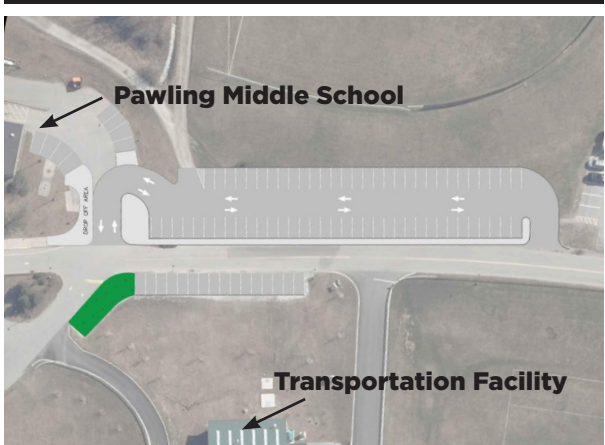 Pawling Middle School
DROP OFF AREA
Transportation Facility